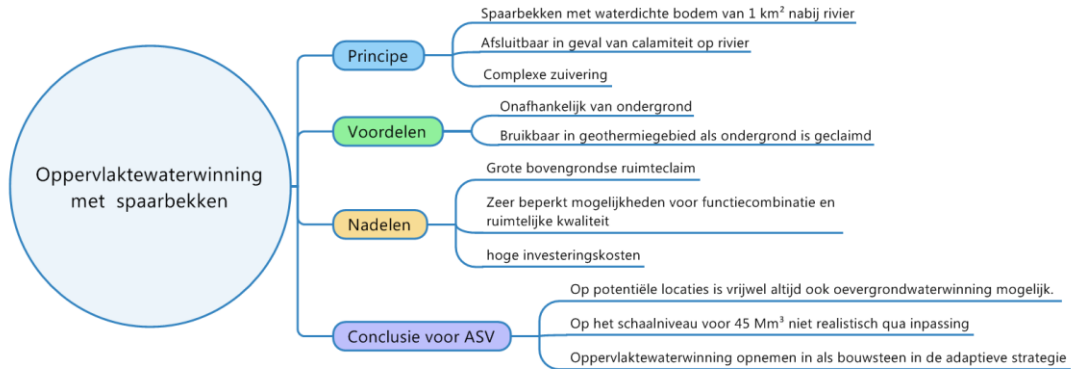 Oppervlaktewaterwinning
met spaarbekken
Principe
Spaarbekken met waterdichte bodem van 1 km² nabij rivier
Afsluitbaar in geval van calamiteit op rivier
Complexe zuivering
Voordelen
Onafhankelijk van ondergrond
Bruikbaar in geothermiegebied als ondergrond is geclaimd
Nadelen
Grote bovengrondse ruimteclaim
Zeer beperkt mogelijkheden voor functiecombinatie en
ruimtelijke kwaliteit
hoge investeringskosten
Conclusie voor ASV
Op potentiële locaties is vrijwel altijd ook oevergrondwaterwinning mogelijk.
Op het schaalniveau voor 45 Mm³ niet realistisch qua inpassing
Oppervlaktewaterwinning opnemen in als bouwsteen in de adaptieve strategie